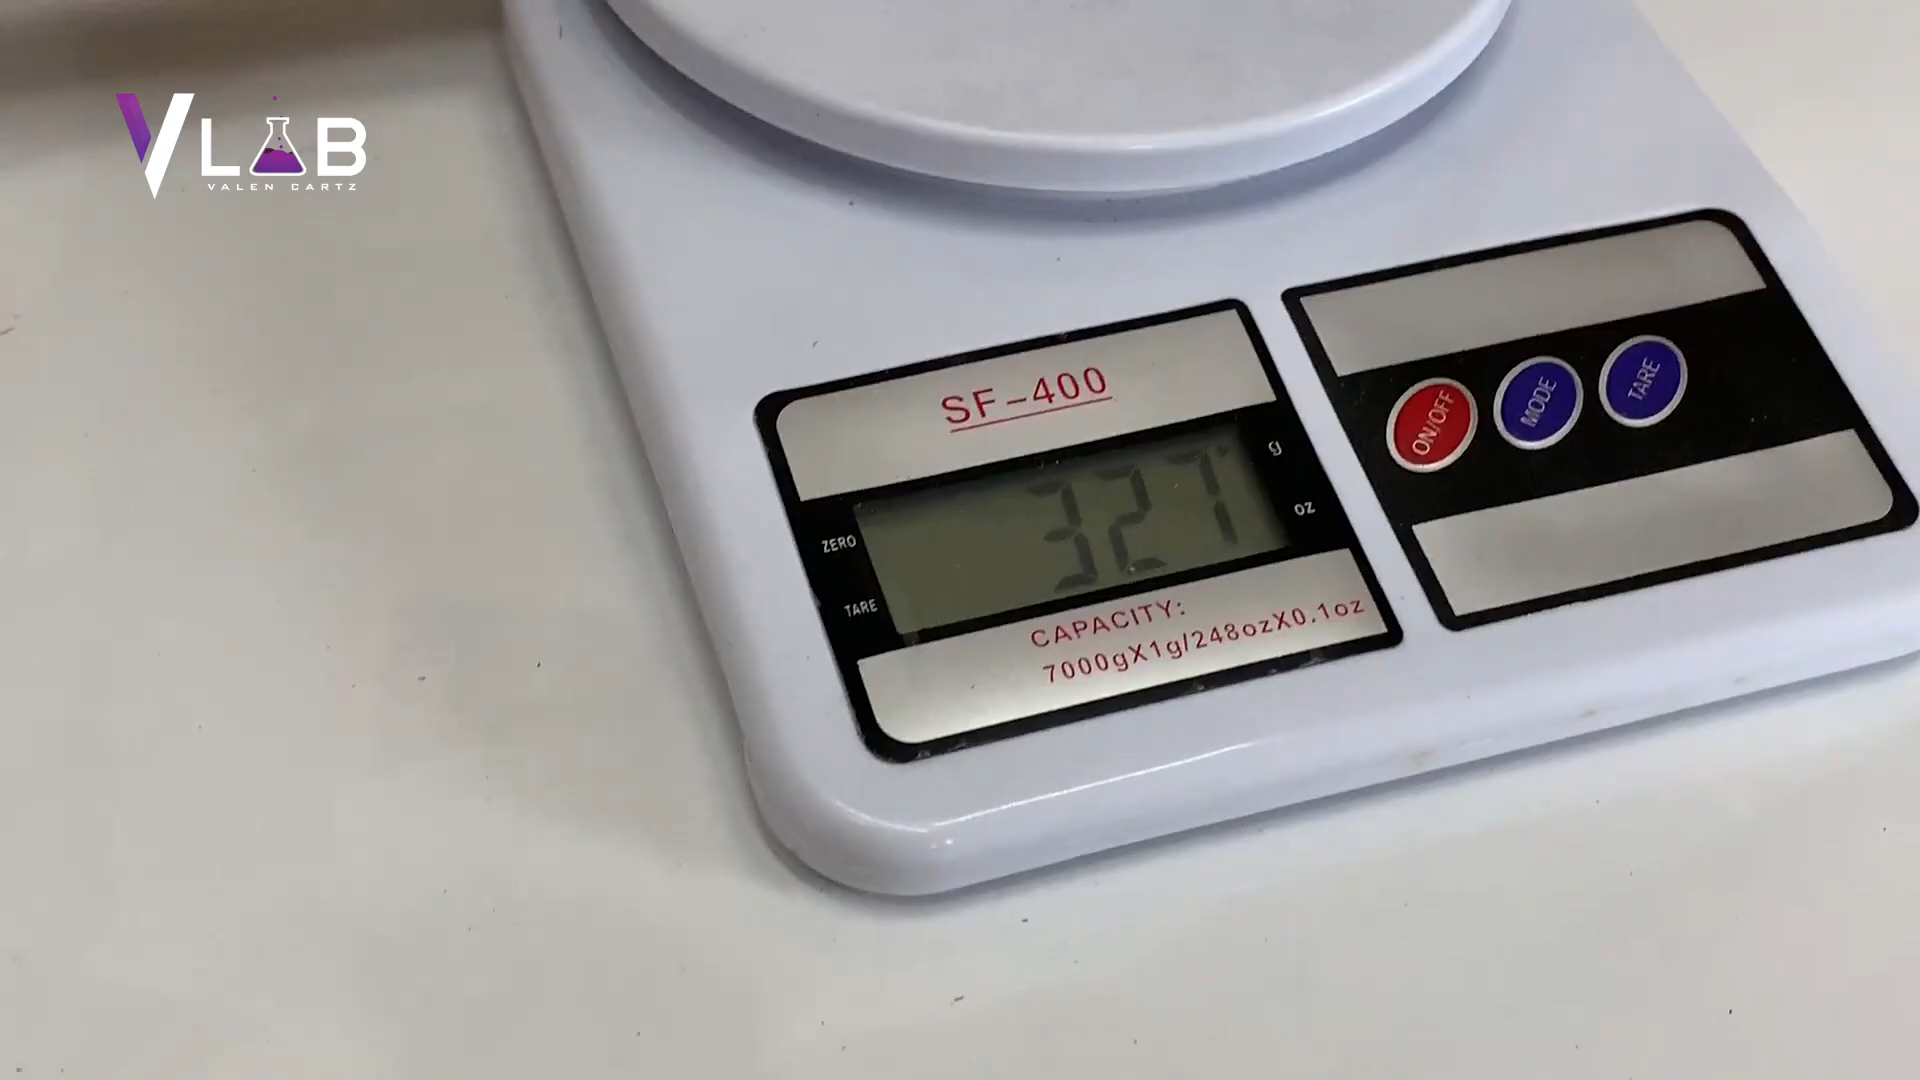 VLAB
VALEN CARTZ
SF-400
327
g
oz
ZERO
TARE
CAPACITY:
7000gX1g/248ozX0.1oz
ON/OFF
MODE
TARE